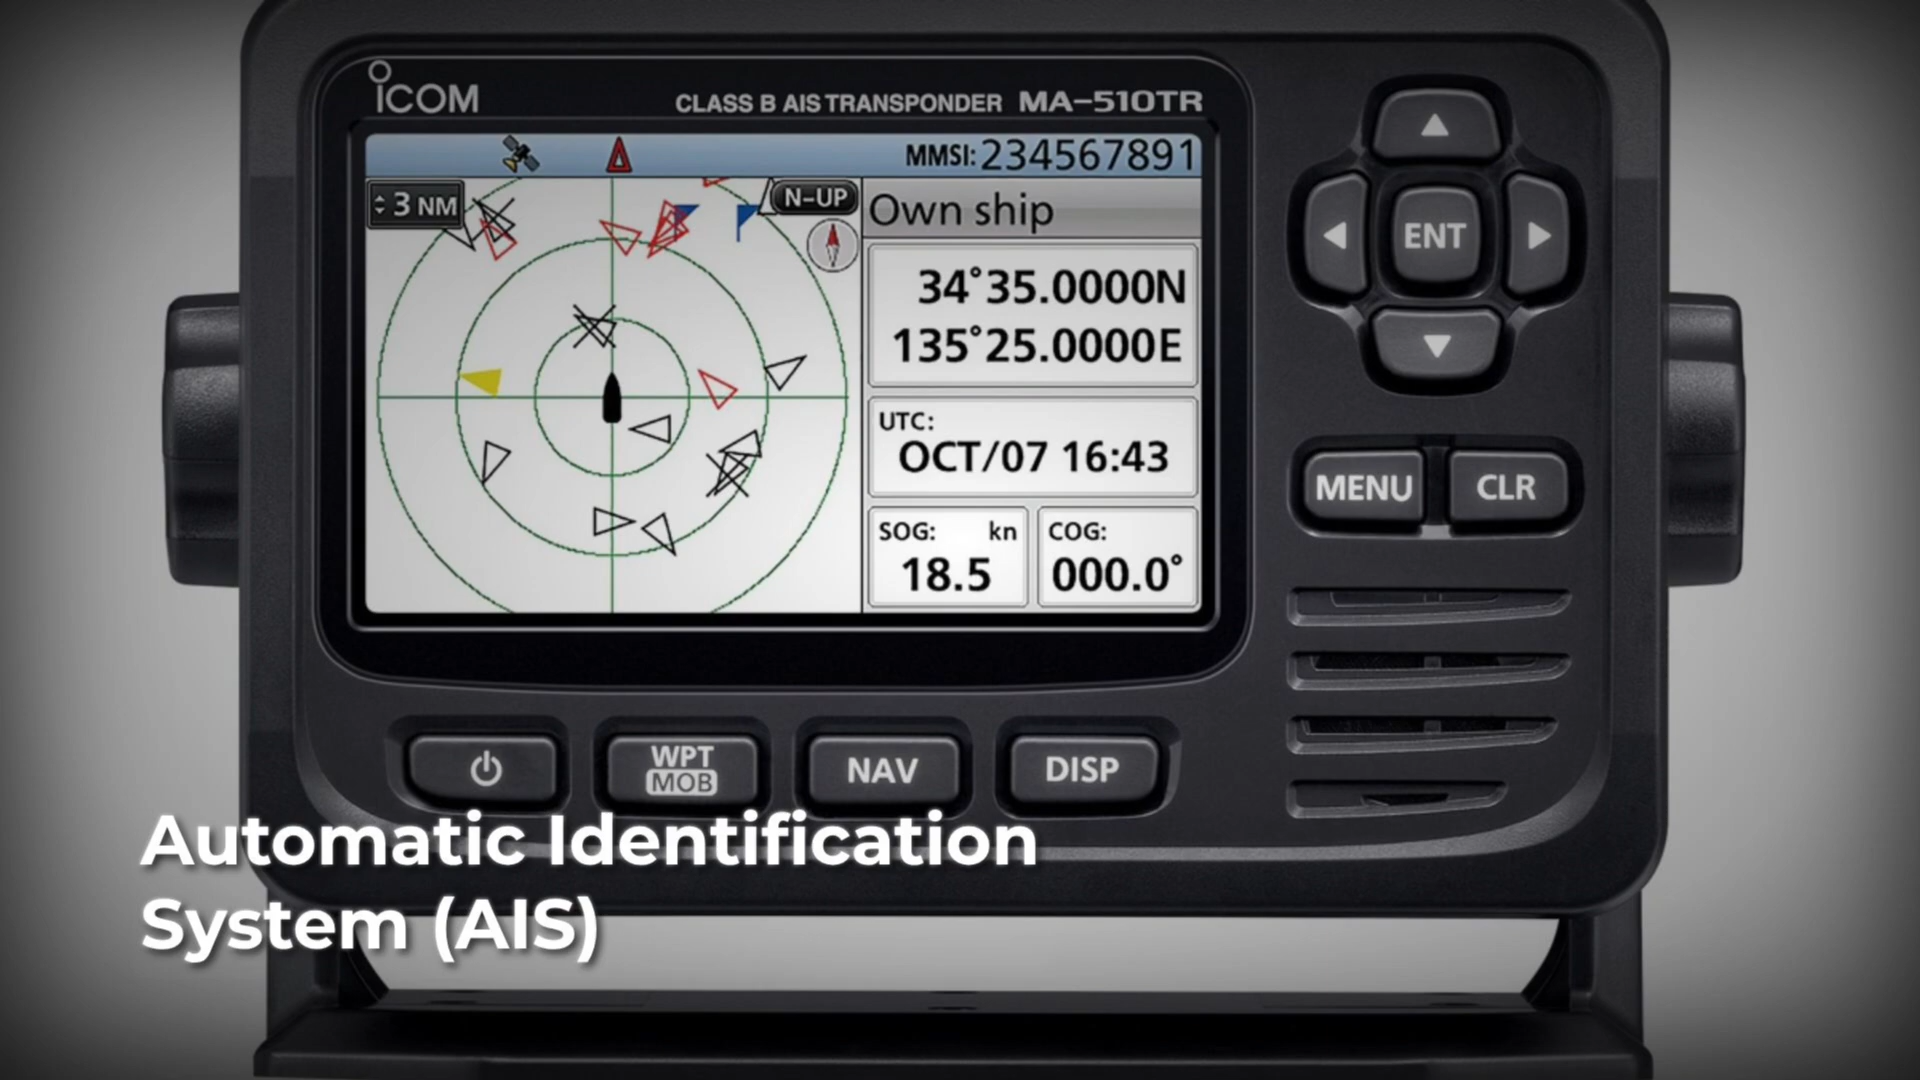 ICOM
CLASS B AIS TRANSPONDER MA-510TR
MMSI: 234567891
3 NM
N-UP
Own ship
34°35.0000N
135°25.0000E
UTC:
OCT/07 16:43
SOG: kn
18.5
COG:
000.0°
ENT
MENU
CLR
WPT
MOB
NAV
DISP
Automatic Identification
System (AIS)